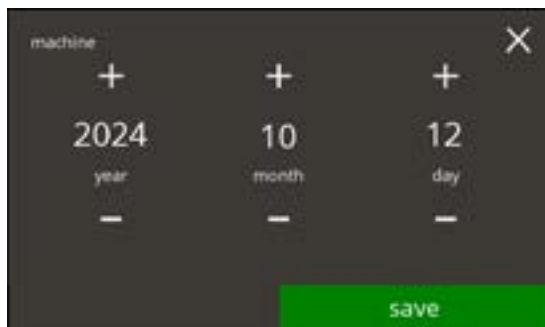 machine
+ + +
2024 10 12
year month day
− − −
save